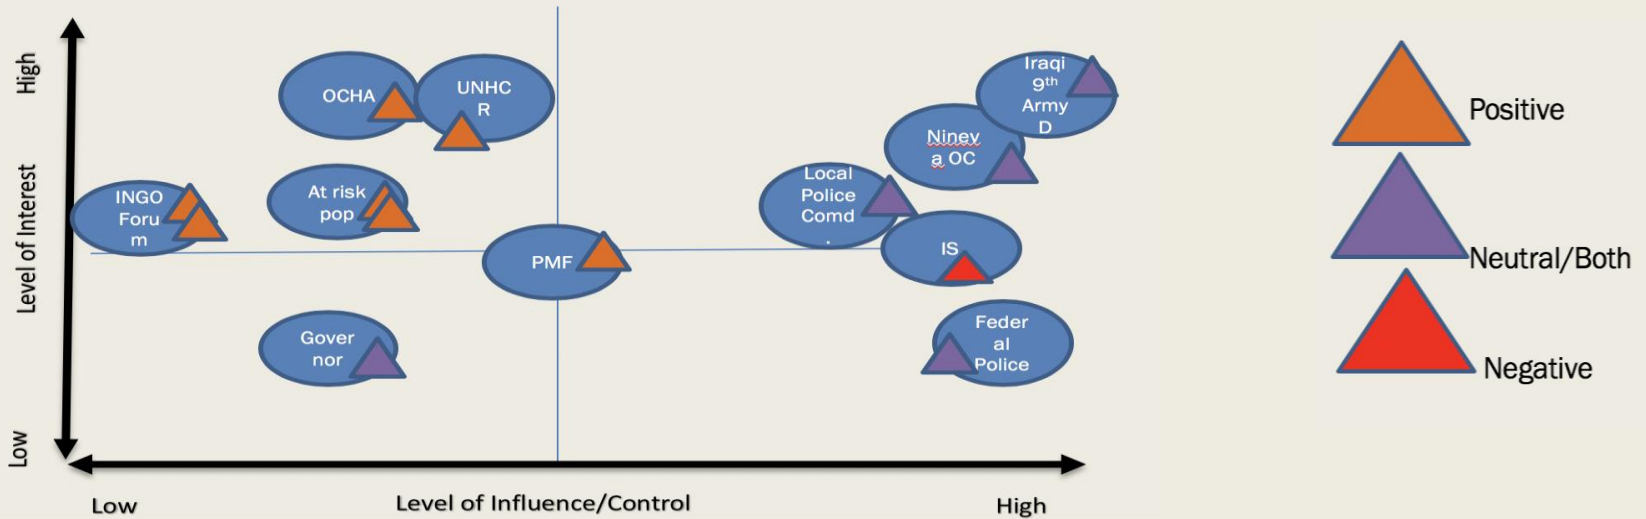 High
Level of Interest
Low
OCHA
UNHC
R
Iraqi
9th
Army
D
Ninev
a OC
Local
Police
Comd
.
INGO
Foru
m
At risk
pop
PMF
IS
Gover
nor
Feder
al
Police
Low
Level of Influence/Control
High
Positive
Neutral/Both
Negative